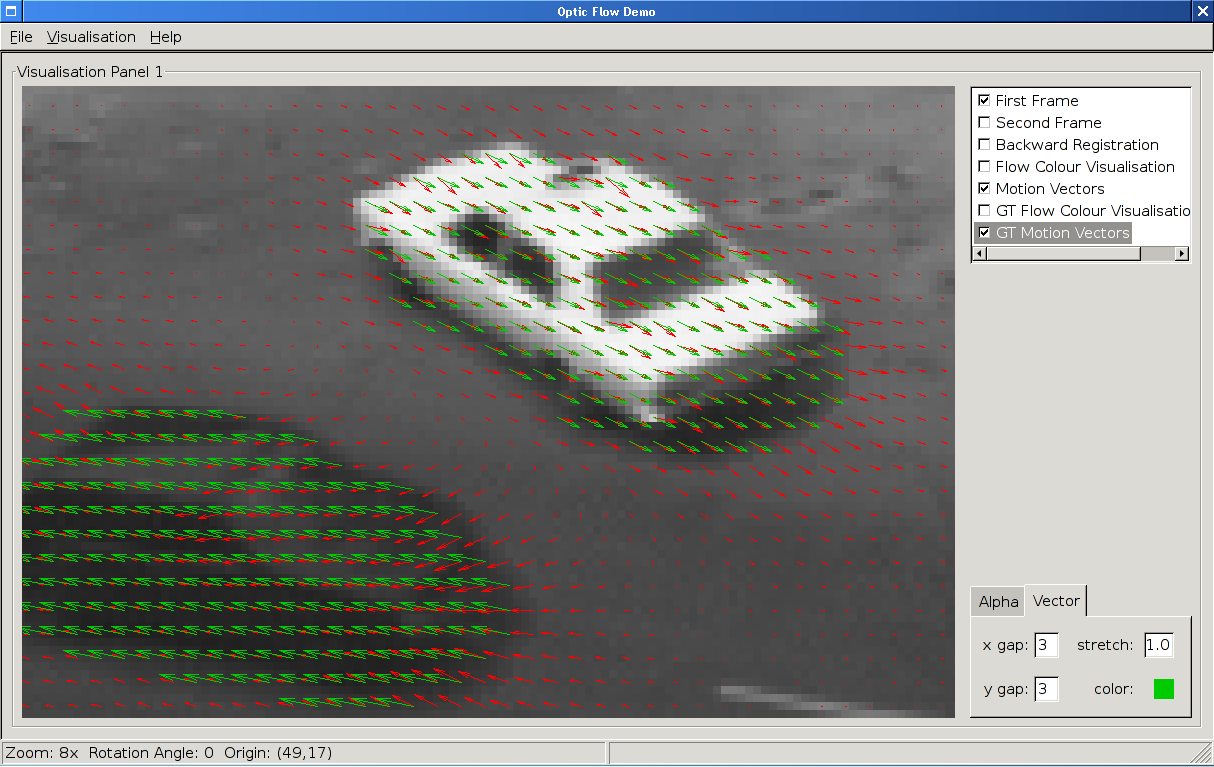 Optic Flow Demo
File Visualisation Help
Visualisation Panel 1
First Frame
Second Frame
Backward Registration
Flow Colour Visualisation
Motion Vectors
GT Flow Colour Visualisatio
GT Motion Vectors
Alpha Vector
x gap: 3 stretch: 1.0
y gap: 3 color:
Zoom: 8x Rotation Angle: 0 Origin: (49,17)